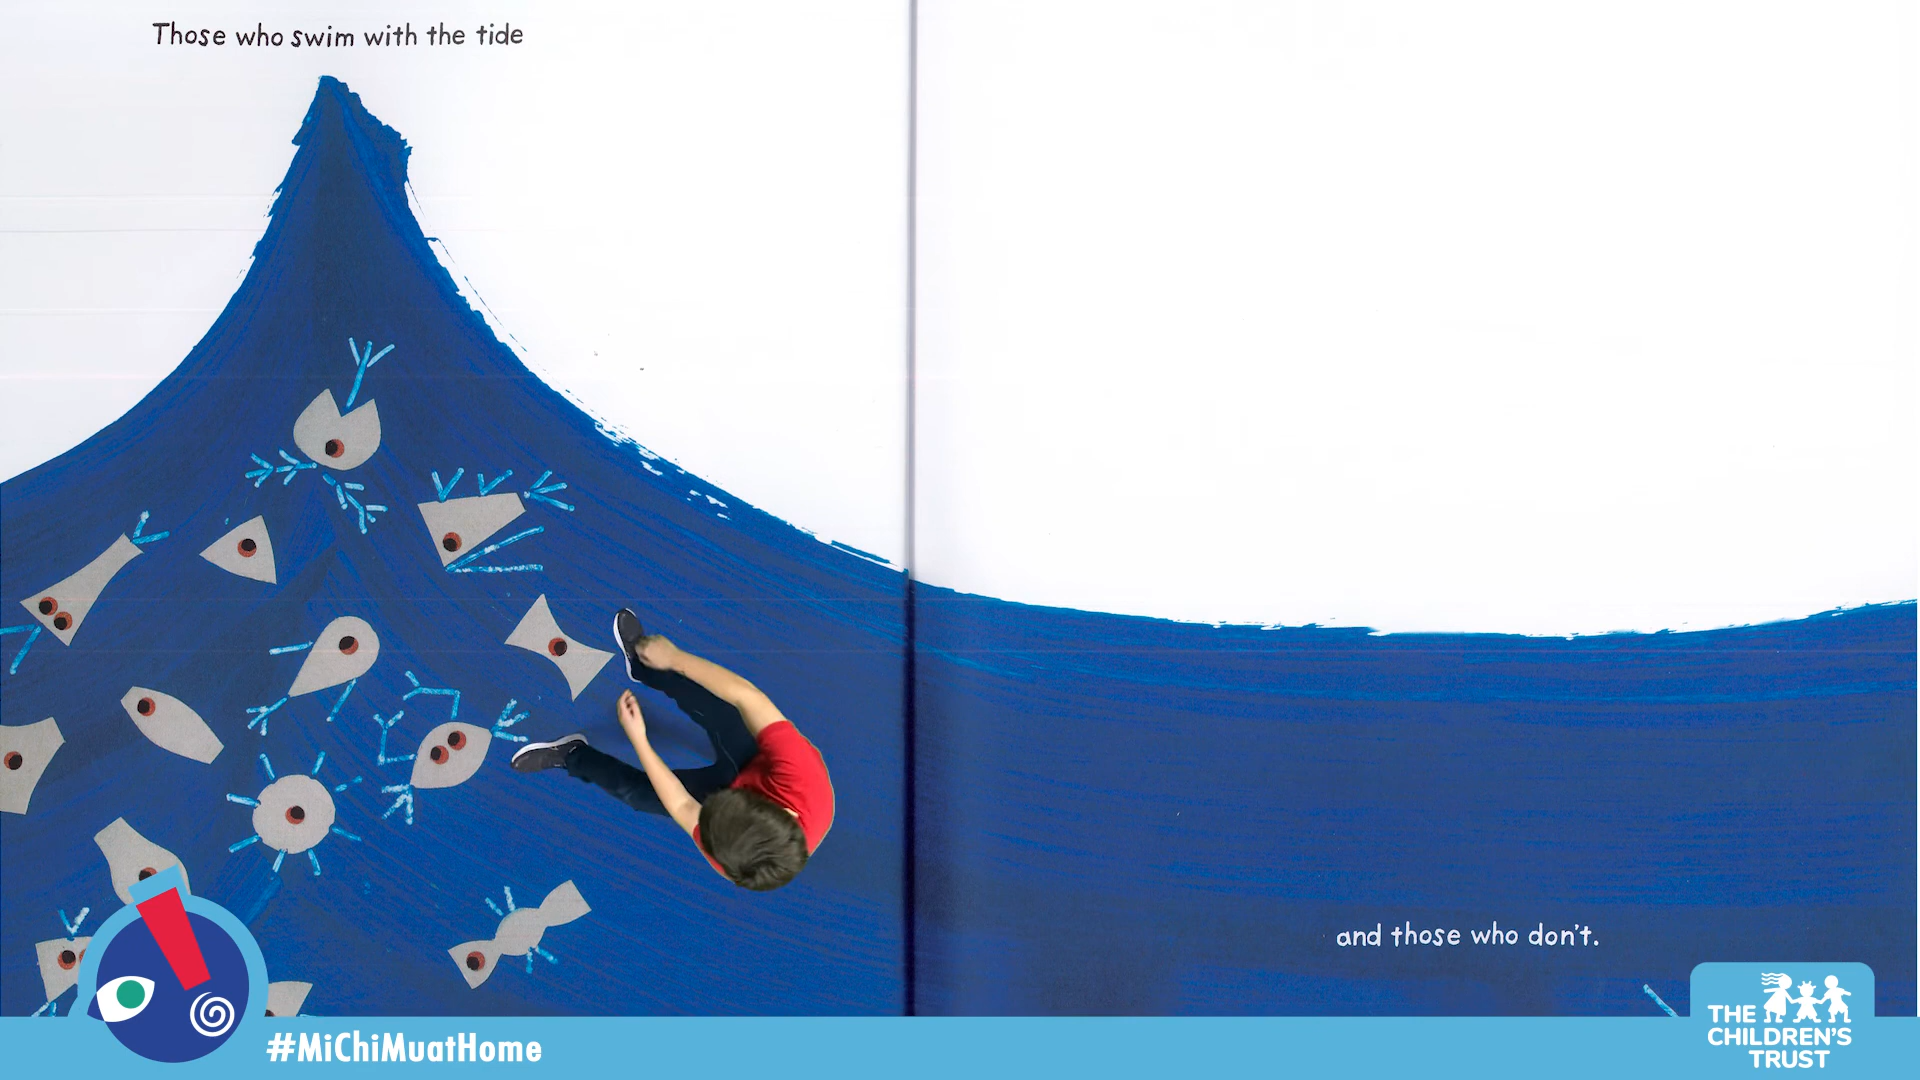 Those who swim with the tide
and those who don't.
#MiChiMuatHome
THE
CHILDREN'S
TRUST